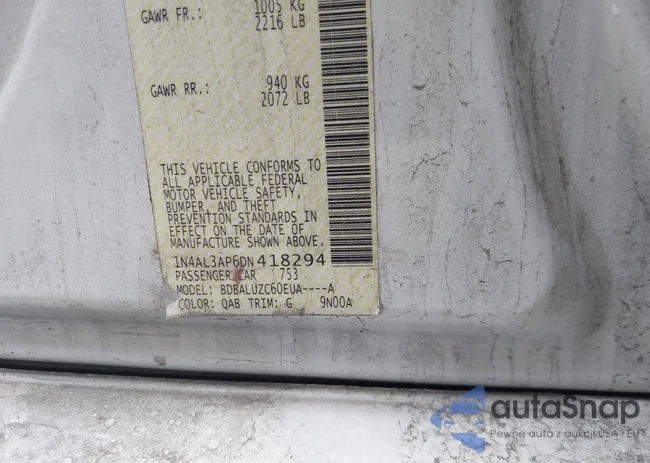 GAWR FR.: 1005 KG
2216 LB
GAWR RR.: 940 KG
2072 LB
THIS VEHICLE CONFORMS TO
ALL APPLICABLE FEDERAL
MOTOR VEHICLE SAFETY,
BUMPER, AND THEFT
PREVENTION STANDARDS IN
EFFECT ON THE DATE OF
MANUFACTURE SHOWN ABOVE.
1N4AL3AP6DN418294
PASSENGER CAR 753
MODEL: BDBALUZC60EUA----A
COLOR: QAB TRIM: G 9N00A
autaSnap
Pewne auto z aukcji USA i EU